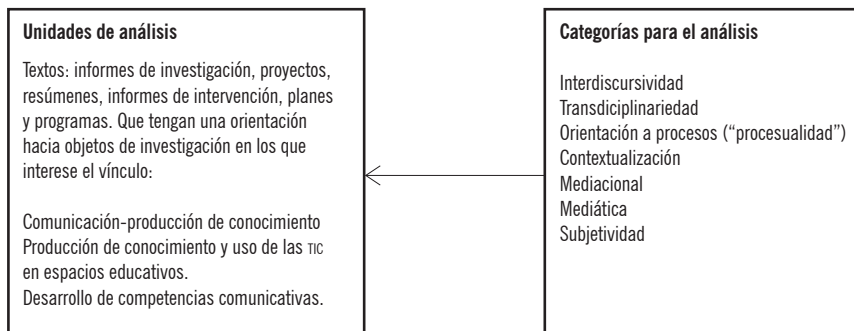 Unidades de análisis
Textos: informes de investigación, proyectos,
resúmenes, informes de intervención, planes
y programas. Que tengan una orientación
hacia objetos de investigación en los que
interese el vínculo:
Comunicación-producción de conocimiento
Producción de conocimiento y uso de las TIC
en espacios educativos.
Desarrollo de competencias comunicativas.
Categorías para el análisis
Interdiscursividad
Transdiciplinariedad
Orientación a procesos (“procesualidad”)
Contextualización
Mediacional
Mediática
Subjetividad